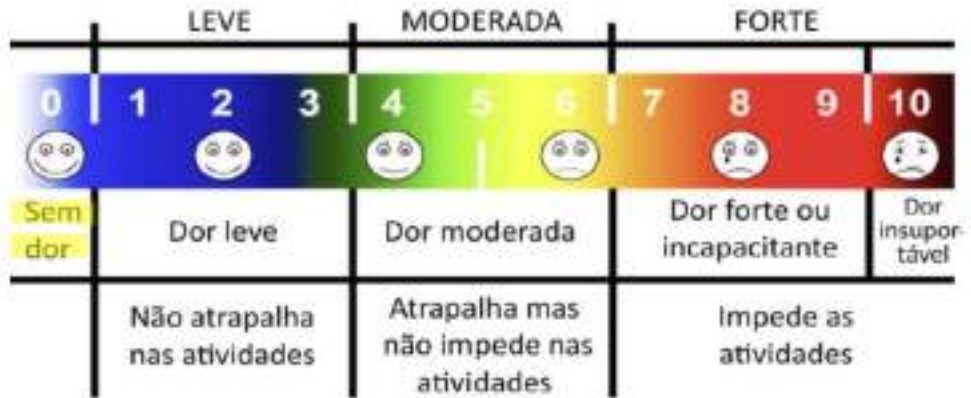 LEVE MODERADA FORTE
0 1 2 3 4 5 6 7 8 9 10
Sem
dor
Dor leve
Dor moderada
Dor forte ou
incapacitante
Dor
insupor-
tável
Não atrapalha
nas atividades
Atrapalha mas
não impede nas
atividades
Impede as
atividades